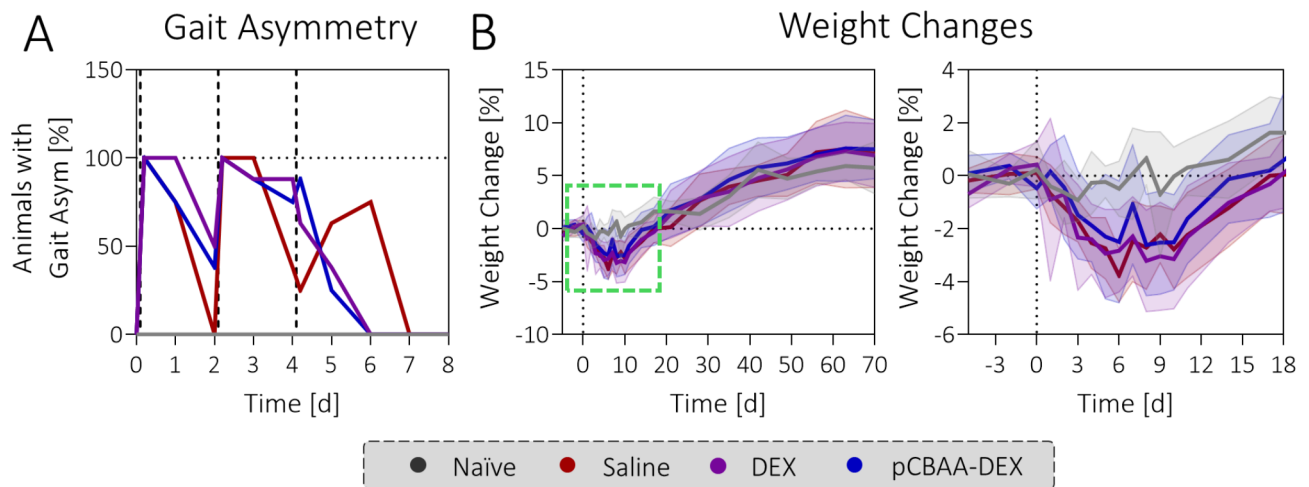 A Gait Asymmetry
B Weight Changes
Animals with
Gait Asym [%]
150
100
50
0
0 1 2 3 4 5 6 7 8
Time [d]
Weight Change [%]
15
10
5
0
-5
-10
0 10 20 30 40 50 60 70
Time [d]
Weight Change [%]
4
2
0
-2
-4
-6
-3 0 3 6 9 12 15 18
Time [d]
Naïve Saline DEX pCBAA-DEX